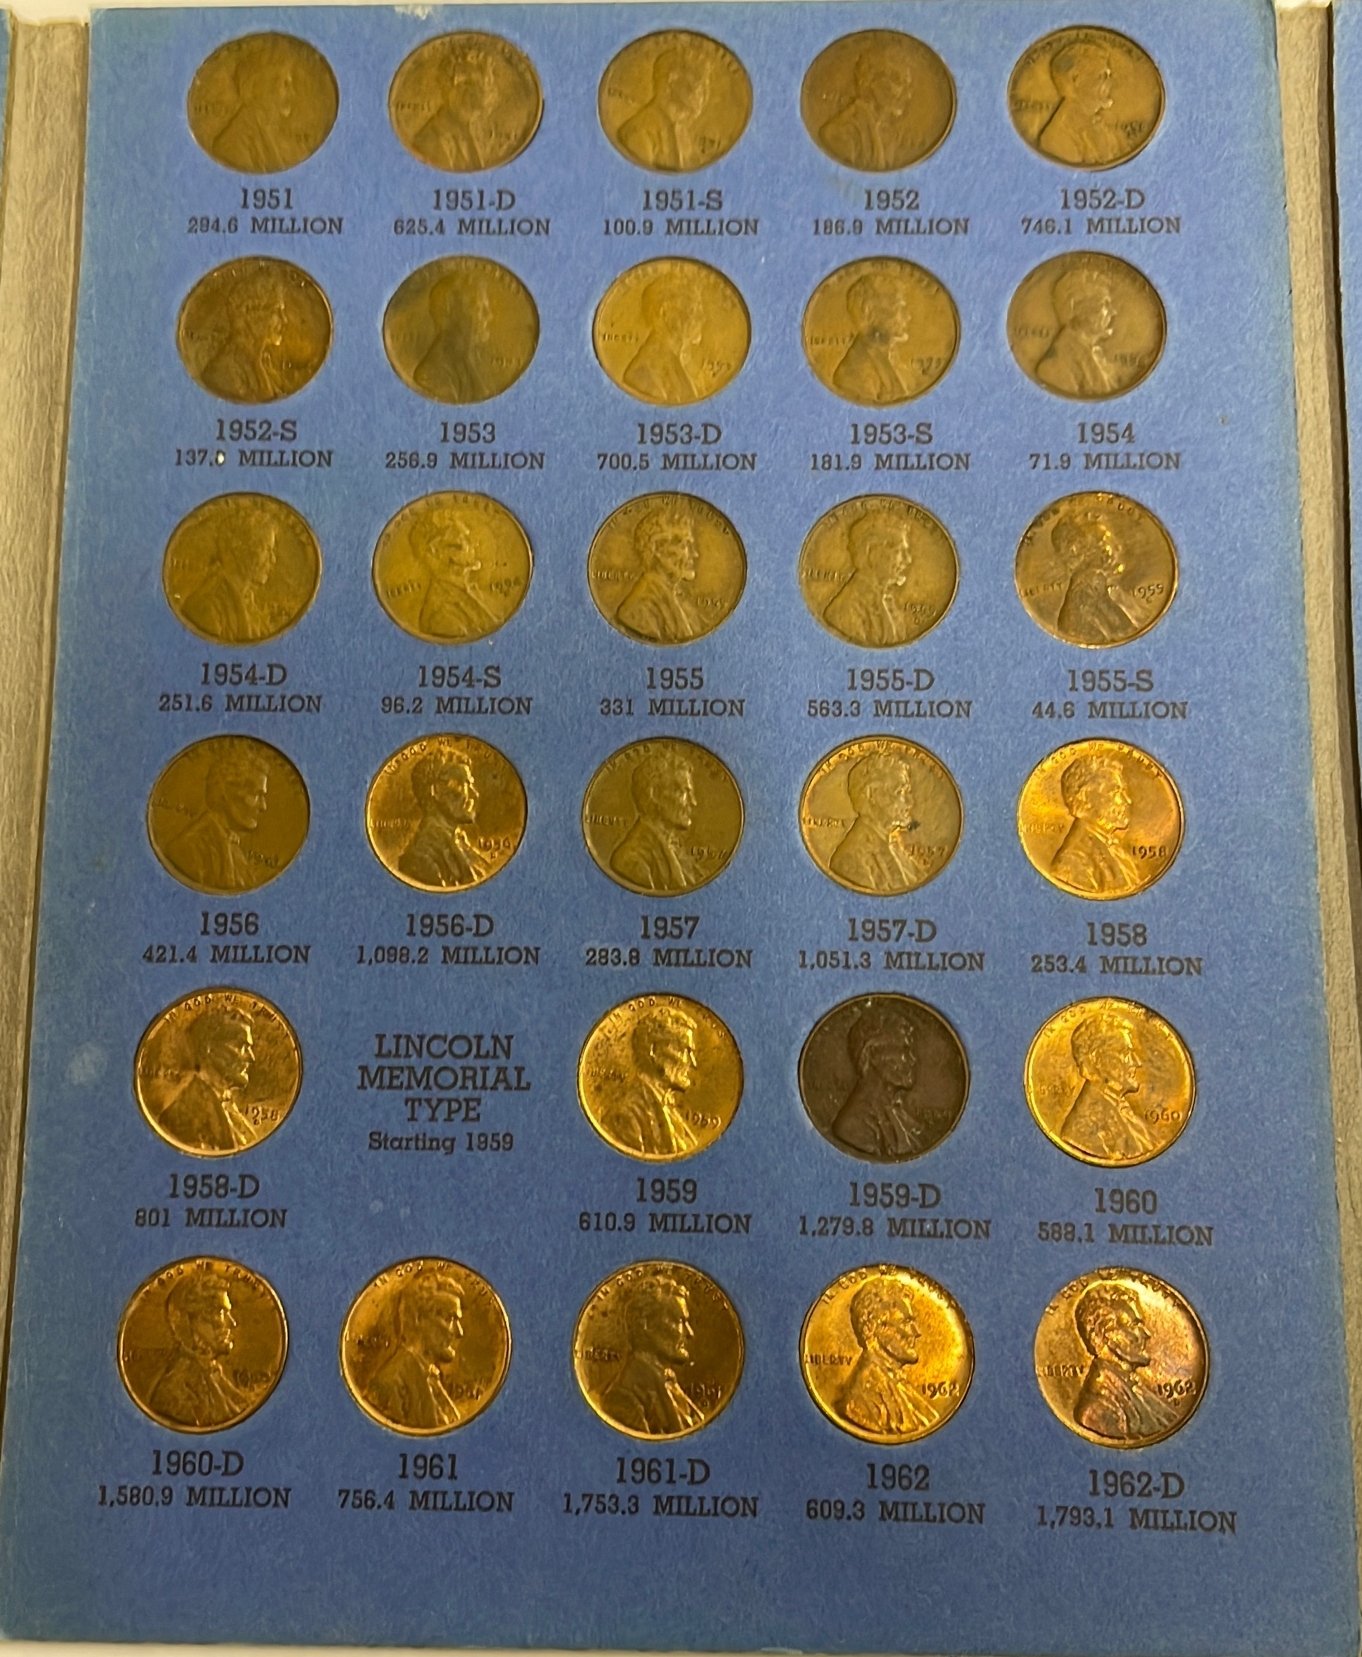 1951 1951-D 1951-S 1952 1952-D
294.6 MILLION 625.4 MILLION 100.9 MILLION 186.9 MILLION 746.1 MILLION
1952-S 1953 1953-D 1953-S 1954
137.0 MILLION 256.9 MILLION 700.5 MILLION 181.9 MILLION 71.9 MILLION
1954-D 1954-S 1955 1955-D 1955-S
251.6 MILLION 96.2 MILLION 331 MILLION 563.3 MILLION 44.6 MILLION
1956 1956-D 1957 1957-D 1958
421.4 MILLION 1,098.2 MILLION 283.8 MILLION 1,051.3 MILLION 253.4 MILLION
LINCOLN
MEMORIAL
TYPE
Starting 1959
1958-D 1959 1959-D 1960
801 MILLION 610.9 MILLION 1,279.8 MILLION 588.1 MILLION
LIBERTY 1962
1962
1960-D 1961 1961-D 1962 1962-D
1,580.9 MILLION 756.4 MILLION 1,753.3 MILLION 609.3 MILLION 1,793.1 MILLION